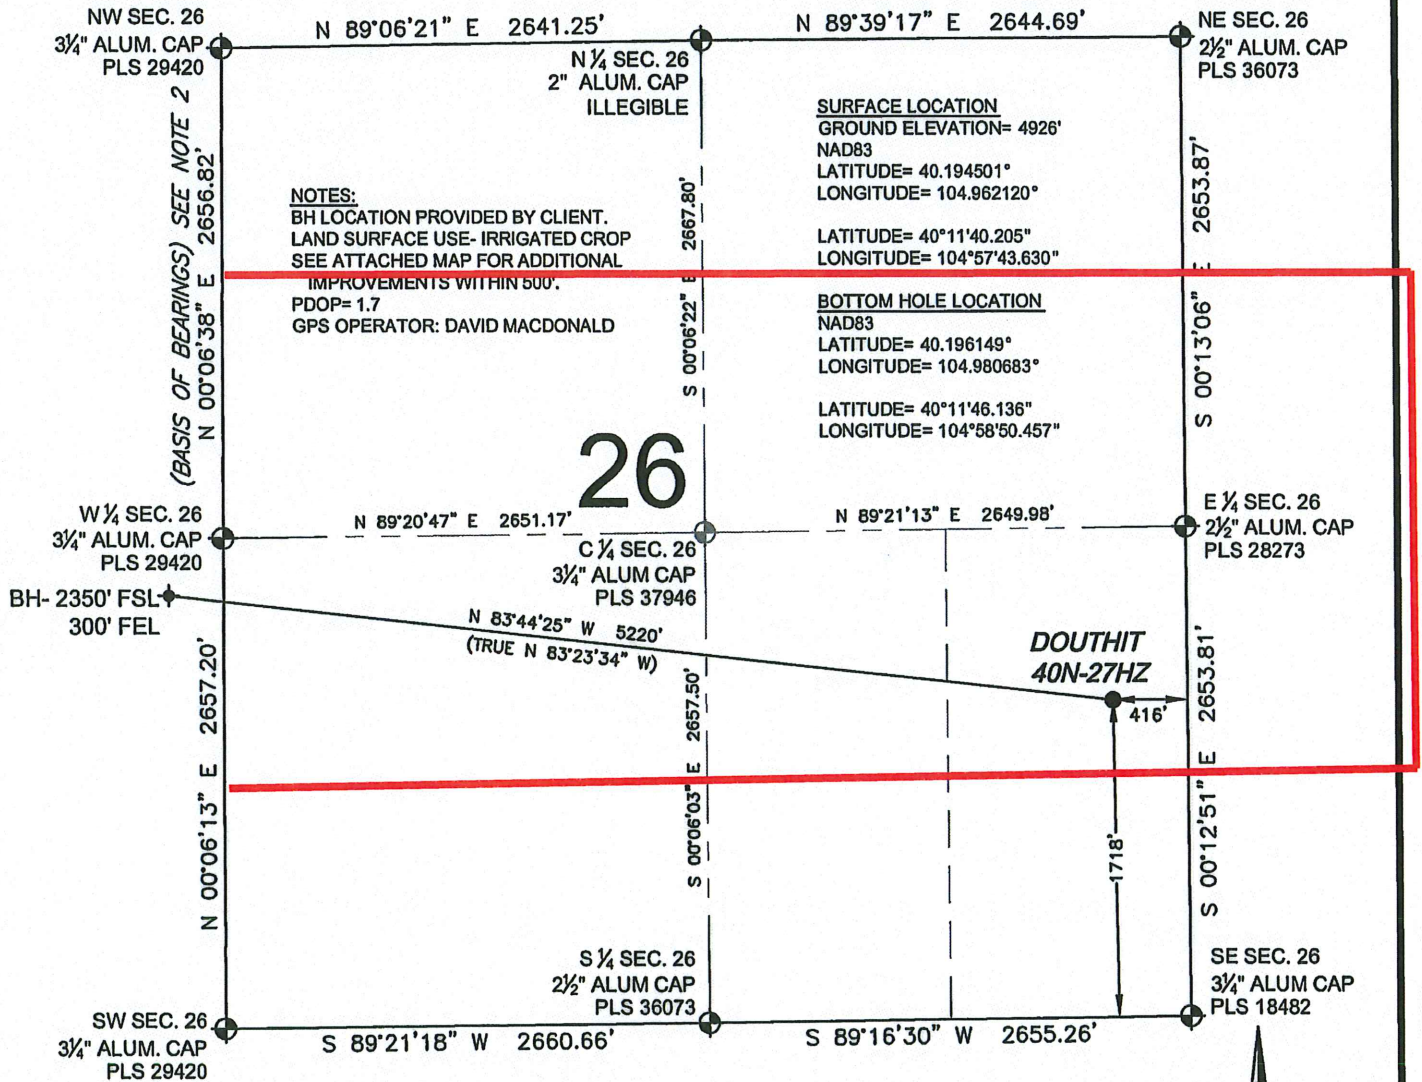 NW SEC. 26
3¼" ALUM. CAP
PLS 29420
N 89°06'21" E 2641.25'
N ¼ SEC. 26
2" ALUM. CAP
ILLEGIBLE
N 89°39'17" E 2644.69'
NE SEC. 26
2½" ALUM. CAP
PLS 36073
(BASIS OF BEARINGS) SEE NOTE 2
N 00°06'38" E 2656.82'
NOTES:
BH LOCATION PROVIDED BY CLIENT.
LAND SURFACE USE- IRRIGATED CROP
SEE ATTACHED MAP FOR ADDITIONAL
IMPROVEMENTS WITHIN 500'.
PDOP= 1.7
GPS OPERATOR: DAVID MACDONALD
S 00°06'22" E 2667.80'
SURFACE LOCATION
GROUND ELEVATION= 4926'
NAD83
LATITUDE= 40.194501°
LONGITUDE= 104.962120°
LATITUDE= 40°11'40.205"
LONGITUDE= 104°57'43.630"
BOTTOM HOLE LOCATION
NAD83
LATITUDE= 40.196149°
LONGITUDE= 104.980683°
LATITUDE= 40°11'46.136"
LONGITUDE= 104°58'50.457"
S 00°13'06" E 2653.87'
26
W ¼ SEC. 26
3¼" ALUM. CAP
PLS 29420
N 89°20'47" E 2651.17'
C ¼ SEC. 26
3¼" ALUM CAP
PLS 37946
N 89°21'13" E 2649.98'
E ¼ SEC. 26
2½" ALUM. CAP
PLS 28273
BH- 2350' FSL
300' FEL
N 83°44'25" W 5220'
(TRUE N 83°23'34" W)
DOUTHIT
40N-27HZ
416'
1718'
N 00°06'13" E 2657.20'
S 00°06'03" E 2657.50'
S 00°12'51" E 2653.81'
SW SEC. 26
3¼" ALUM. CAP
PLS 29420
S 89°21'18" W 2660.66'
S ¼ SEC. 26
2½" ALUM CAP
PLS 36073
S 89°16'30" W 2655.26'
SE SEC. 26
3¼" ALUM CAP
PLS 18482